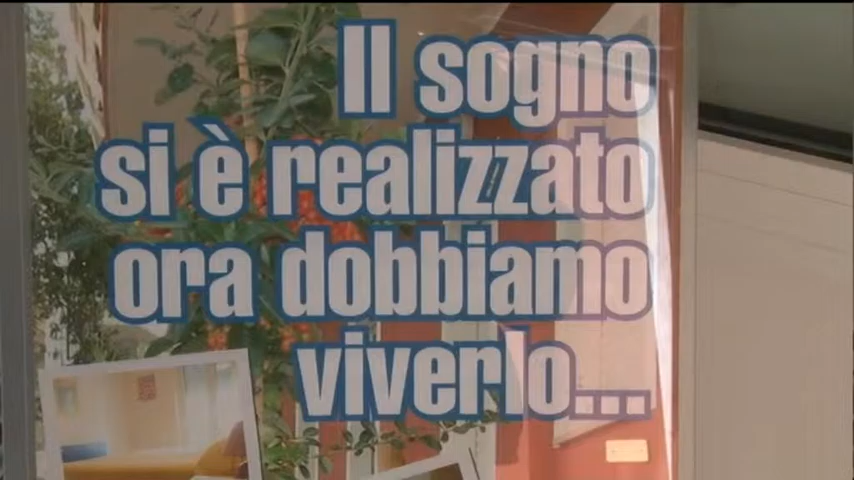 Il sogno
si è realizzato
ora dobbiamo
viverlo...